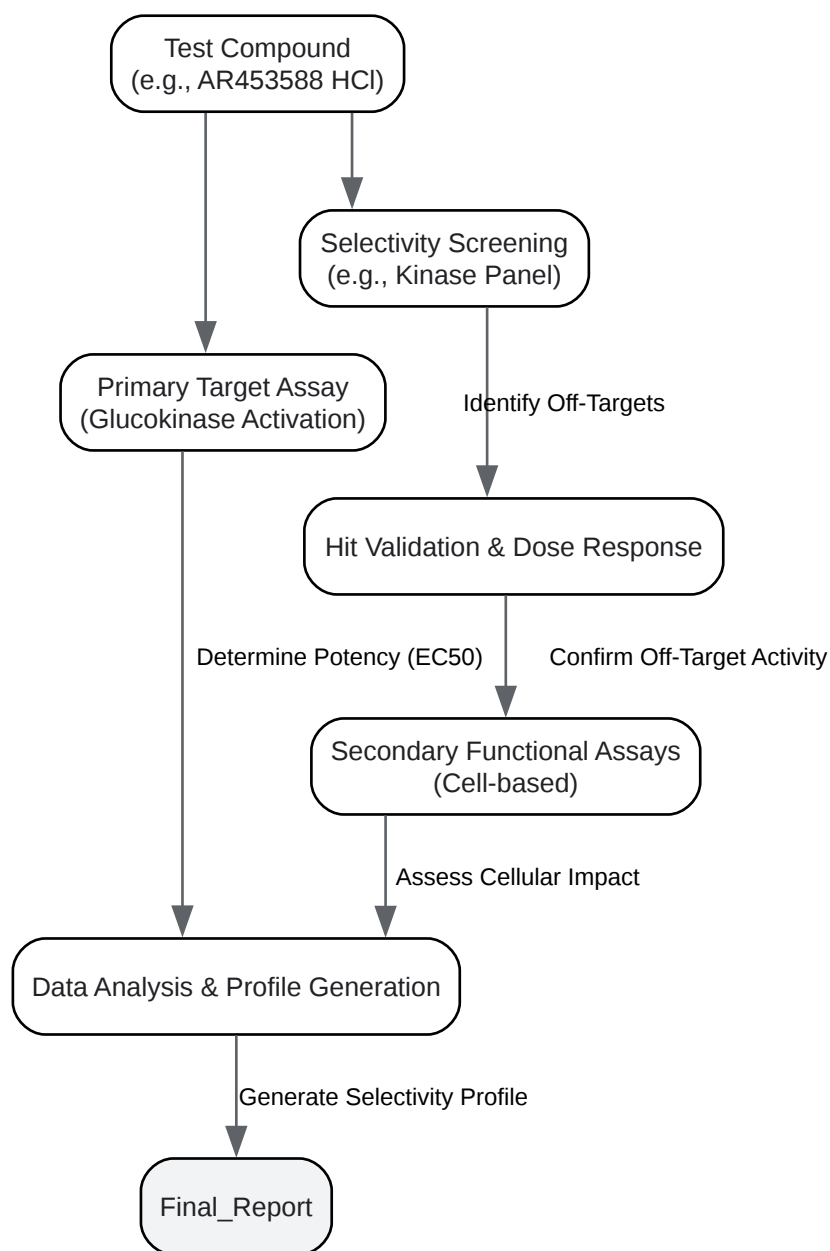 Test Compound
(e.g., AR453588 HCl)
Selectivity Screening
(e.g., Kinase Panel)
Primary Target Assay
(Glucokinase Activation)
Identify Off-Targets
Hit Validation & Dose Response
Determine Potency (EC50)
Confirm Off-Target Activity
Secondary Functional Assays
(Cell-based)
Assess Cellular Impact
Data Analysis & Profile Generation
Generate Selectivity Profile
Final_Report